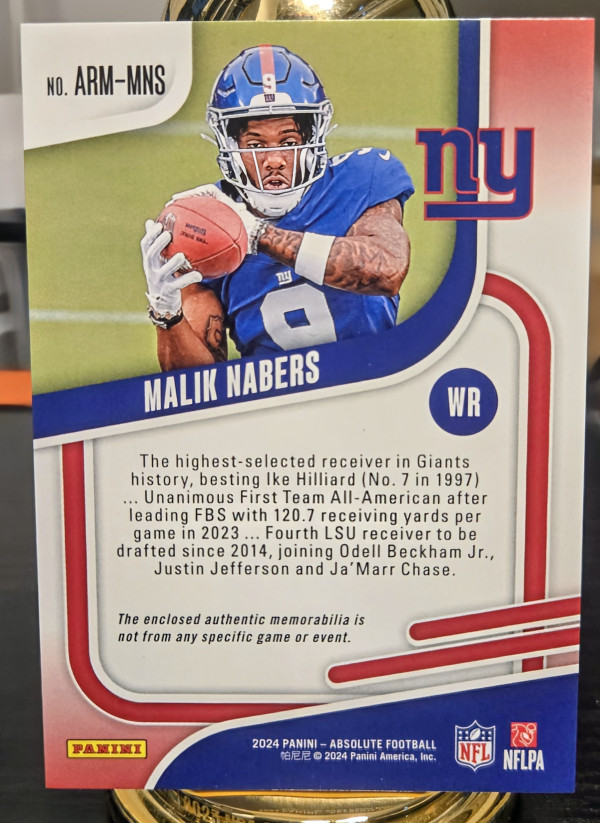 NO. ARM-MNS
9
ny
ny
9
9
MALIK NABERS
WR
The highest-selected receiver in Giants
history, besting Ike Hilliard (No. 7 in 1997)
... Unanimous First Team All-American after
leading FBS with 120.7 receiving yards per
game in 2023 ... Fourth LSU receiver to be
drafted since 2014, joining Odell Beckham Jr.,
Justin Jefferson and Ja'Marr Chase.
The enclosed authentic memorabilia is
not from any specific game or event.
PANINI
2024 PANINI – ABSOLUTE FOOTBALL
帕尼尼 © 2024 Panini America, Inc.
NFL
NFLPA